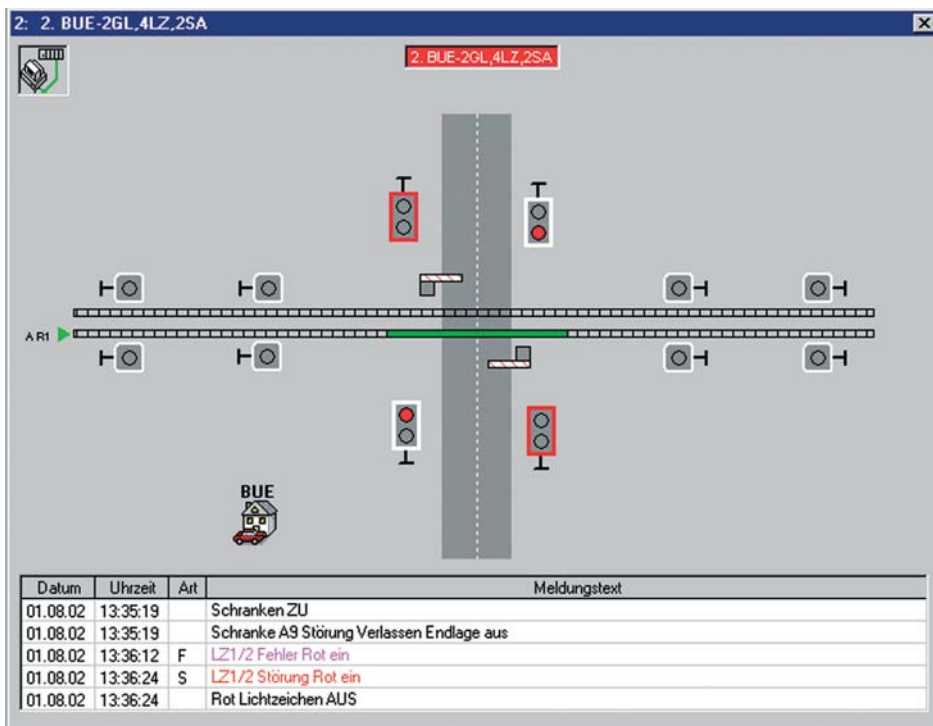 2: 2. BUE-2GL,4LZ,2SA
2. BUE-2GL,4LZ,2SA
AR1
BUE
Datum Uhrzeit Art Meldungstext
01.08.02 13:35:19 Schranken ZU
01.08.02 13:35:19 Schranke A9 Störung Verlassen Endlage aus
01.08.02 13:36:12 F LZ1/2 Fehler Rot ein
01.08.02 13:36:24 S LZ1/2 Störung Rot ein
01.08.02 13:36:24 Rot Lichtzeichen AUS